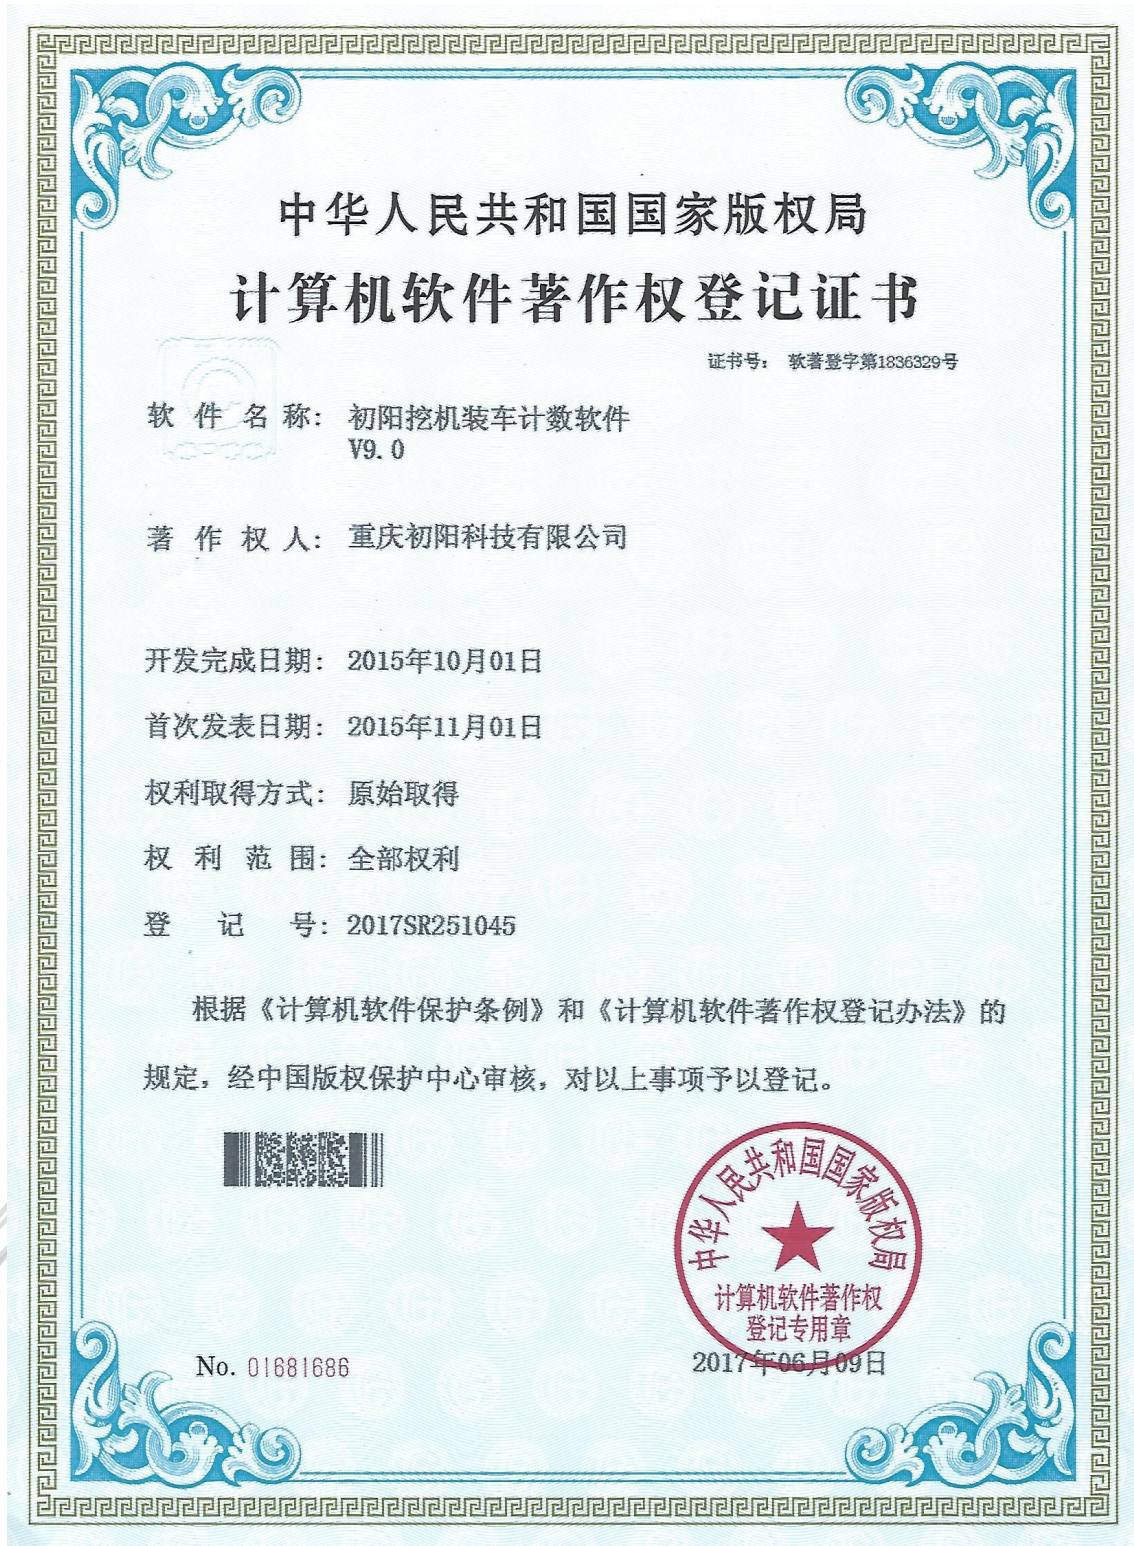 中华人民共和国国家版权局
计算机软件著作权登记证书
证书号： 软著登字第1836329号
软件名称： 初阳挖机装车计数软件
V9.0
著作权人： 重庆初阳科技有限公司
开发完成日期： 2015年10月01日
首次发表日期： 2015年11月01日
权利取得方式： 原始取得
权利范围： 全部权利
登记号： 2017SR251045
根据《计算机软件保护条例》和《计算机软件著作权登记办法》的
规定，经中国版权保护中心审核，对以上事项予以登记。
中华人民共和国国家版权局
计算机软件著作权
登记专用章
No. 01681686
2017年06月09日